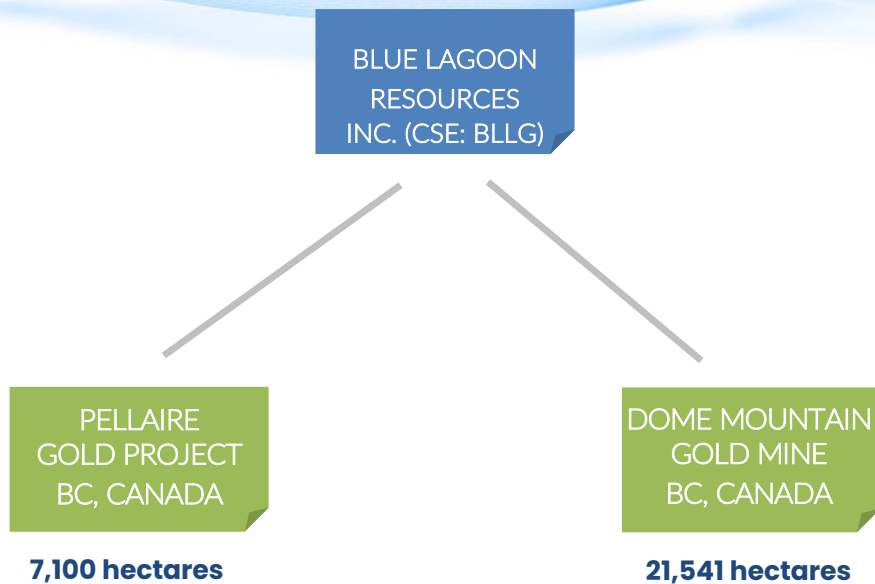 BLUE LAGOON
RESOURCES
INC. (CSE: BLLG)
PELLAIRE
GOLD PROJECT
BC, CANADA
7,100 hectares
DOME MOUNTAIN
GOLD MINE
BC, CANADA
21,541 hectares